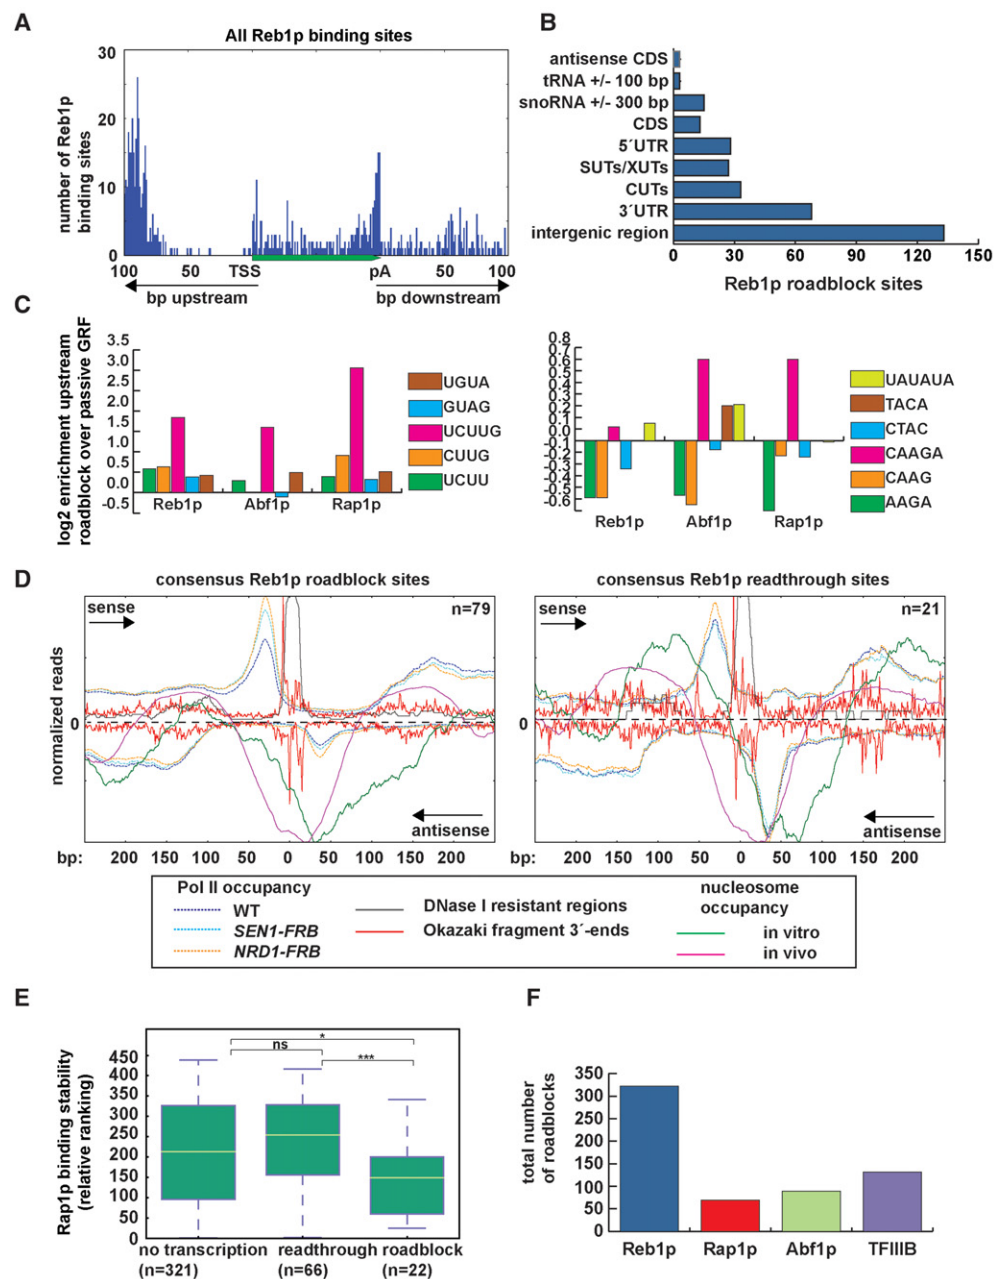 A
All Reb1p binding sites
number of Reb1p
binding sites
30
20
10
0
100
50
TSS
pA
50
100
bp upstream
bp downstream
B
antisense CDS
tRNA +/- 100 bp
snoRNA +/- 300 bp
CDS
5´UTR
SUTs/XUTs
CUTs
3´UTR
intergenic region
0
30
60
90
120
150
Reb1p roadblock sites
C
log2 enrichment upstream
roadblock over passive GRF
3.5
3.0
2.5
2.0
1.5
1.0
0.5
0.0
-0.5
Reb1p
Abf1p
Rap1p
UGUA
GUAG
UCUUG
CUUG
UCUU
0.8
0.7
0.6
0.5
0.4
0.3
0.2
0.1
0.0
-0.1
-0.3
-0.4
-0.5
-0.6
Reb1p
Abf1p
Rap1p
UAUAUA
TACA
CTAC
CAAGA
CAAG
AAGA
D
consensus Reb1p roadblock sites
consensus Reb1p readthrough sites
normalized reads
sense
n=79
0
antisense
bp:
200 150 100 50 0 50 100 150 200
sense
n=21
0
antisense
bp:
200 150 100 50 0 50 100 150 200
Pol II occupancy
WT
SEN1-FRB
NRD1-FRB
DNase I resistant regions
Okazaki fragment 3´-ends
nucleosome
occupancy
in vitro
in vivo
E
Rap1p binding stability
(relative ranking)
450
400
350
300
250
200
150
100
50
0
*
ns
***
no transcription
(n=321)
readthrough
(n=66)
roadblock
(n=22)
F
total number
of roadblocks
350
300
250
200
150
100
50
0
Reb1p
Rap1p
Abf1p
TFIIIB